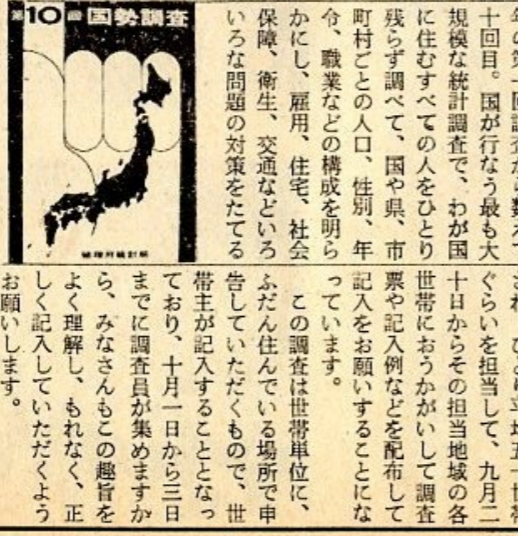 第10回国勢調査
総理府統計局
十回目。国が行なう最も大
規模な統計調査で、わが国
に住むすべての人をひとり
残らず調べて、国や県、市
町村ごとの人口、性別、年
令、職業などの構成を明ら
かにし、雇用、住宅、社会
保障、衛生、交通などいろ
いろな問題の対策をたてる
ぐらいを担当して、九月二
十日からその担当地域の各
世帯におうかがいして調査
票や記入例などを配布して
記入をお願いすることにな
っています。
この調査は世帯単位に、
ふだん住んでいる場所で申
告していただくもので、世
帯主が記入することとなっ
ており、十月一日から三日
までに調査員が集めますか
ら、みなさんもこの趣旨を
よく理解し、もれなく、正
しく記入していただくよう
お願いします。